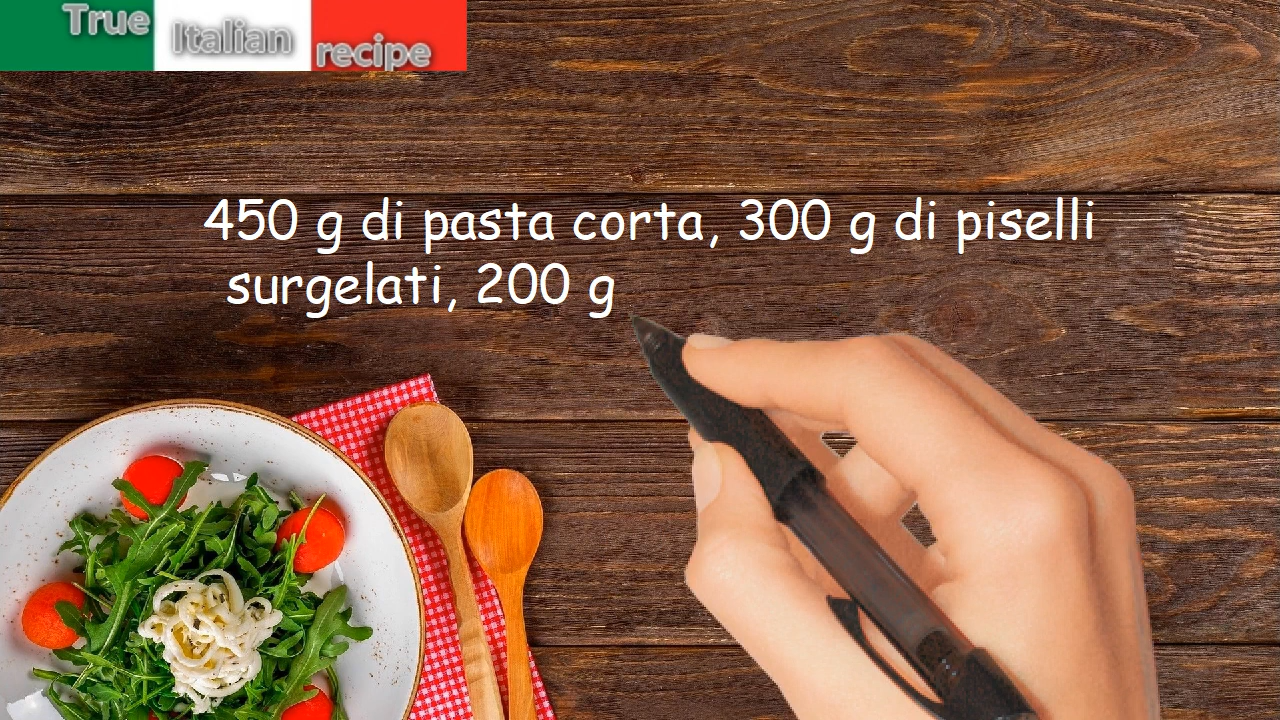 True
Italian
recipe
450 g di pasta corta, 300 g di piselli
surgelati, 200 g